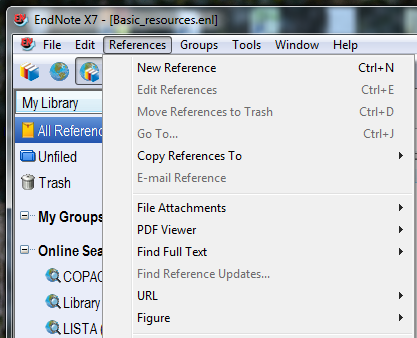 EndNote X7 - [Basic_resources.enl]
File Edit References Groups Tools Window Help
New Reference Ctrl+N
Edit References Ctrl+E
Move References to Trash Ctrl+D
Go To... Ctrl+J
Copy References To
E-mail Reference
File Attachments
PDF Viewer
Find Full Text
Find Reference Updates...
URL
Figure
My Library
All Referenc
Unfiled
Trash
My Groups
Online Sea
COPAC
Library
LISTA (